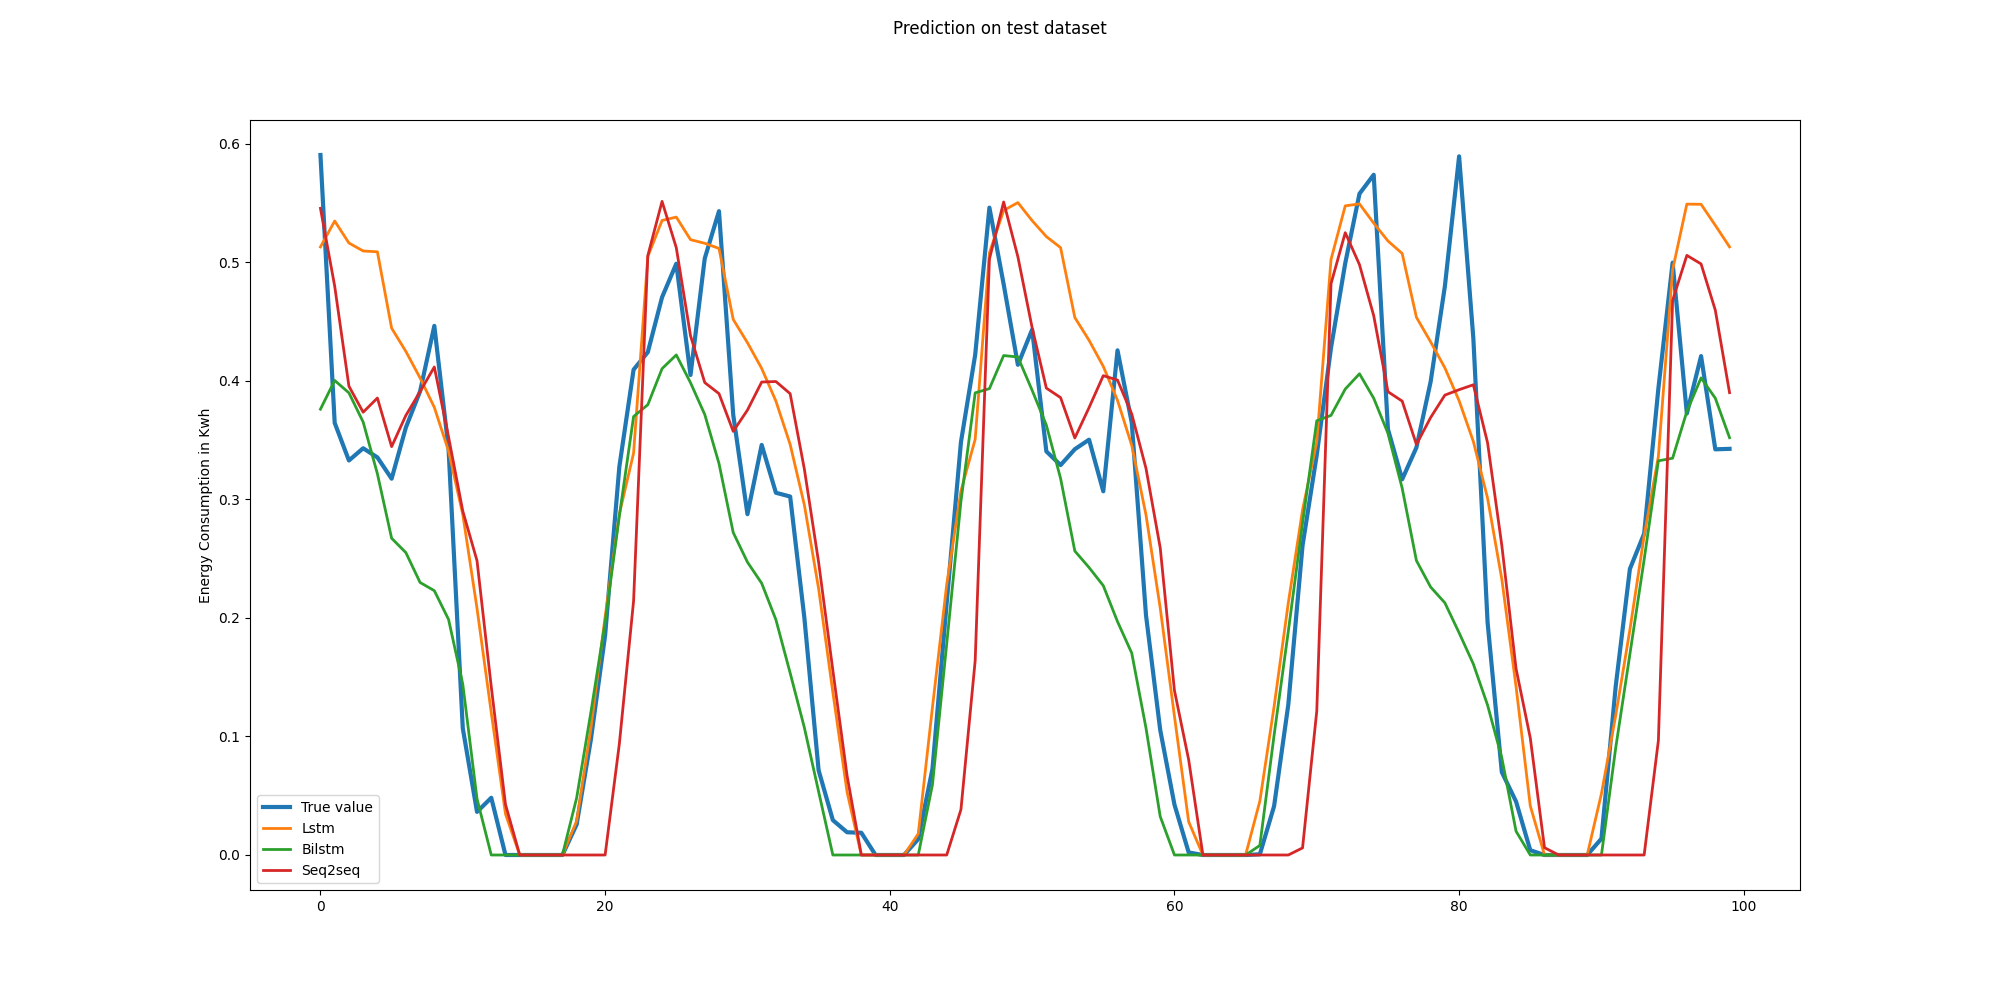 Prediction on test dataset
Energy Consumption in Kwh
0.6
0.5
0.4
0.3
0.2
0.1
0.0
True value
Lstm
Bilstm
Seq2seq
0 20 40 60 80 100